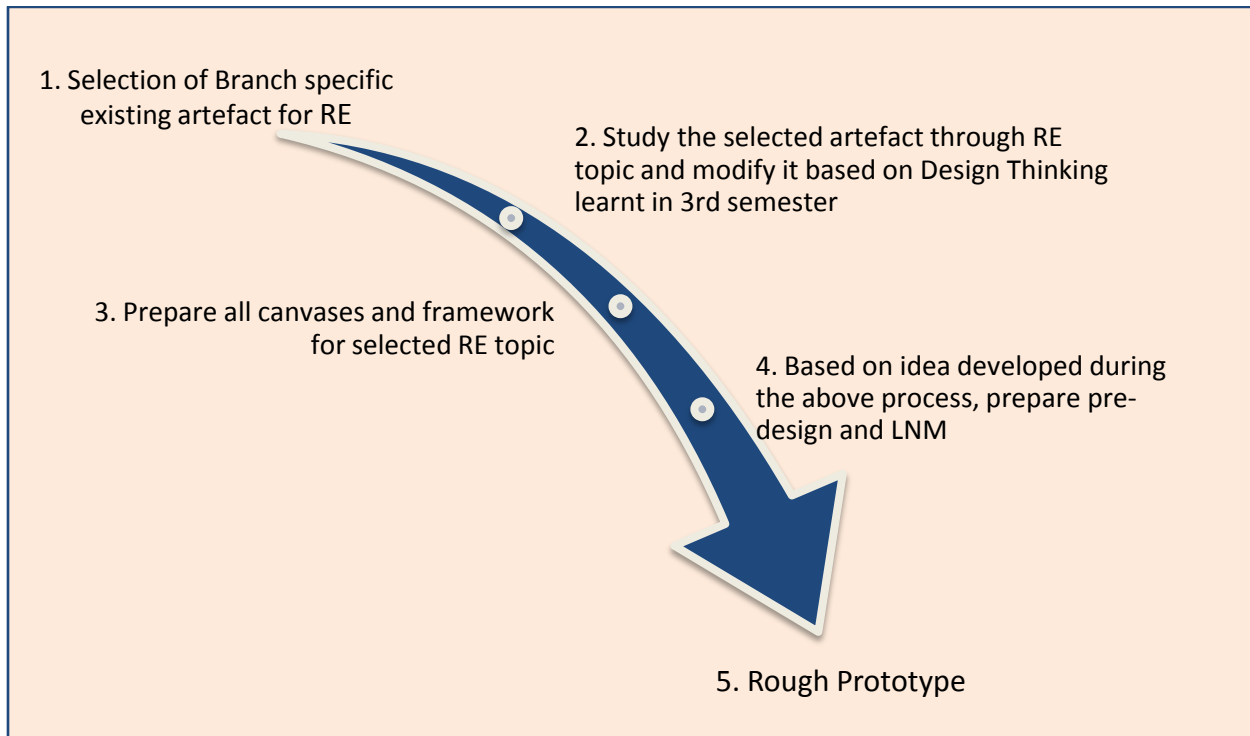 1. Selection of Branch specific
existing artefact for RE
2. Study the selected artefact through RE
topic and modify it based on Design Thinking
learnt in 3rd semester
3. Prepare all canvases and framework
for selected RE topic
4. Based on idea developed during
the above process, prepare pre-
design and LNM
5. Rough Prototype